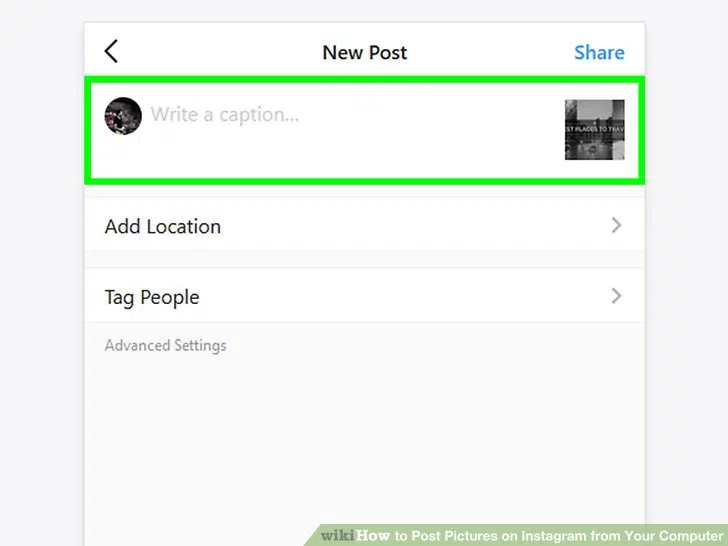 New Post
Share
Write a caption...
EST PLACES TO TRAV
Add Location
Tag People
Advanced Settings
wikiHow to Post Pictures on Instagram from Your Computer